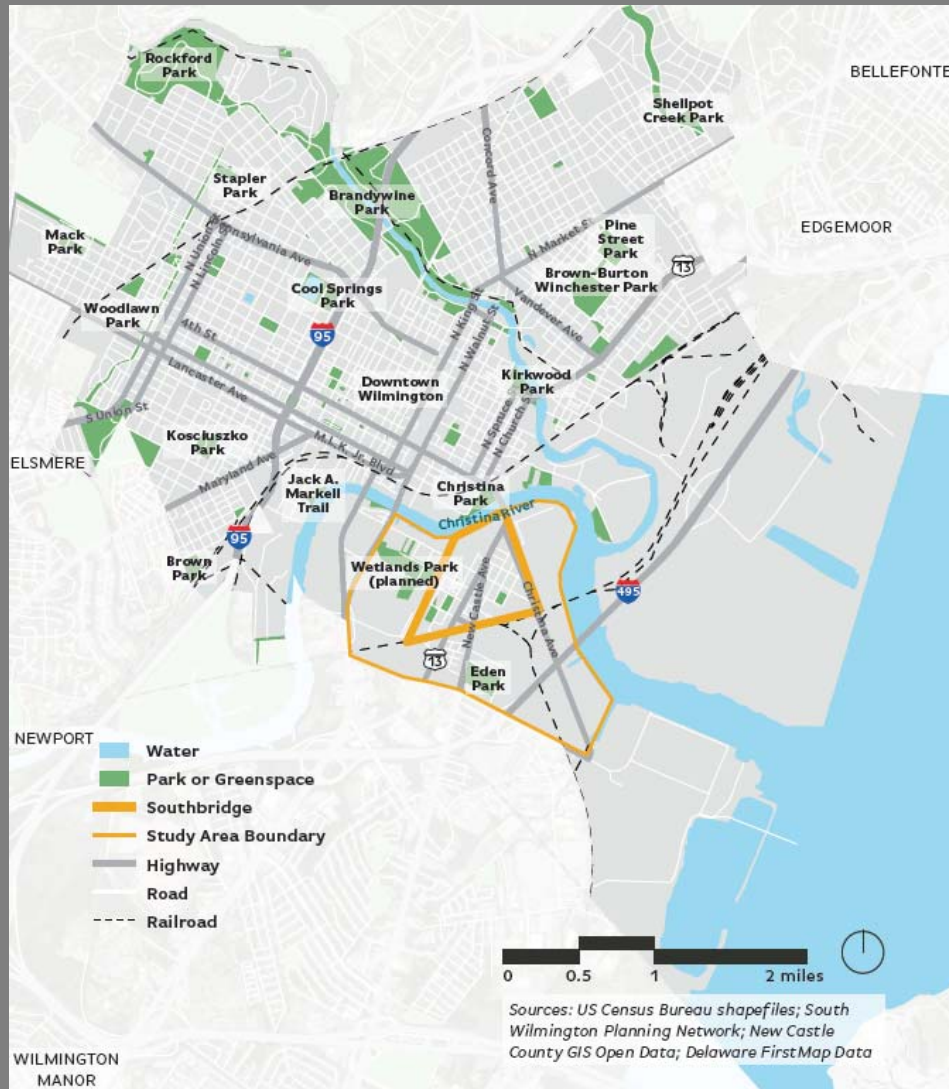 Rockford
Park
BELLEFONTE
Shellpot
Creek Park
Concord Ave
Stapler
Park
Brandywine
Park
N Union St
N Lincoln St
Pennsylvania Ave
N Market St
Pine
Street
Park
EDGEMOOR
Mack
Park
13
Brown-Burton
Winchester Park
Cool Springs
Park
Vandever Ave
Woodlawn
Park
4th St
95
N King St
N Walnut St
Lancaster Ave
Downtown
Wilmington
Kirkwood
Park
S Union St
N Spruce
N Church St
Kosciuszko
Park
M.L.K. Jr. Blvd
ELSMERE
Maryland Ave
Jack A.
Markell
Trail
Christina
Park
Christina River
95
Brown
Park
Wetlands Park
(planned)
New Castle Ave
Christina Ave
495
13
Eden
Park
NEWPORT
Water
Park or Greenspace
Southbridge
Study Area Boundary
Highway
Road
Railroad
0 0.5 1 2 miles
Sources: US Census Bureau shapefiles; South
Wilmington Planning Network; New Castle
County GIS Open Data; Delaware FirstMap Data
WILMINGTON
MANOR